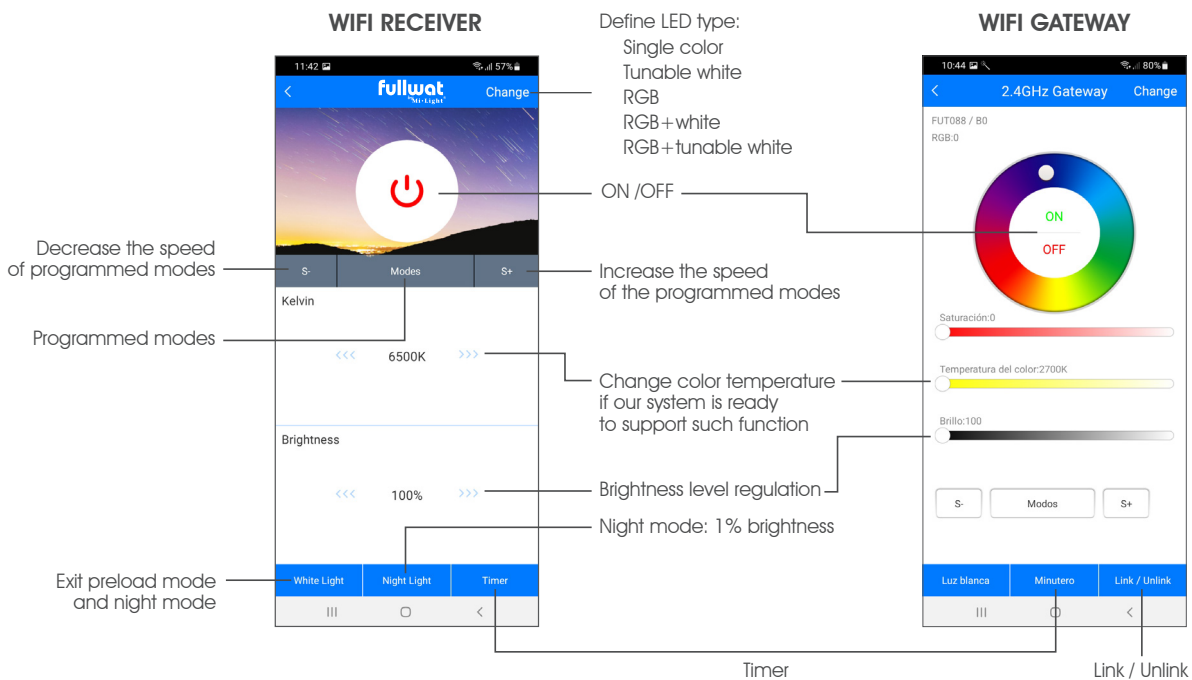 WIFI RECEIVER
11:42
57%
fullwat
by Mi·Light
Change
S-
Modes
S+
Kelvin
<<< 6500K >>>
Brightness
<<< 100% >>>
White Light
Night Light
Timer
Decrease the speed
of programmed modes
Programmed modes
Exit preload mode
and night mode
Define LED type:
Single color
Tunable white
RGB
RGB+white
RGB+tunable white
ON /OFF
Increase the speed
of the programmed modes
Change color temperature
if our system is ready
to support such function
Brightness level regulation
Night mode: 1% brightness
Timer
WIFI GATEWAY
10:44
80%
< 2.4GHz Gateway Change
FUT088 / B0
RGB:0
ON
OFF
Saturación:0
Temperatura del color:2700K
Brillo:100
S-
Modos
S+
Luz blanca
Minutero
Link / Unlink
Link / Unlink